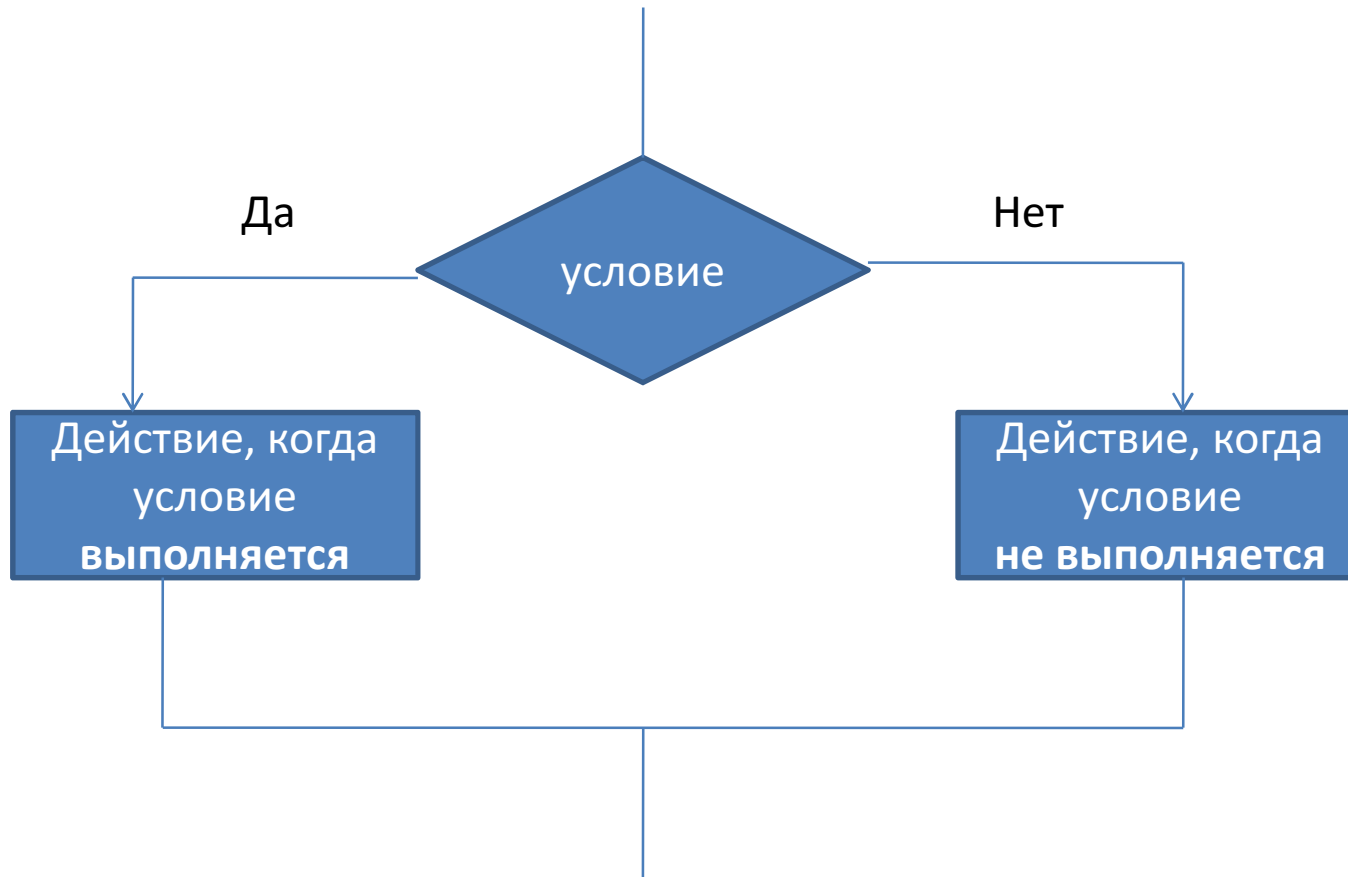 Да
Нет
условие
Действие, когда
условие
выполняется
Действие, когда
условие
не выполняется